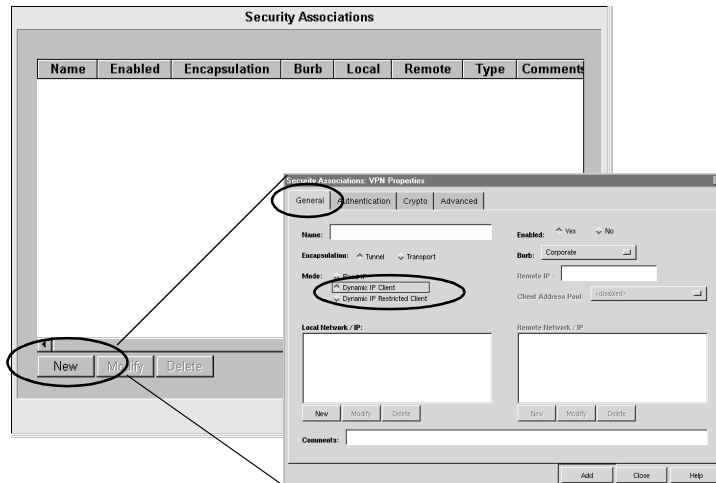 Security Associations
Name Enabled Encapsulation Burb Local Remote Type Comments
New Modify Delete
Security Associations: VPN Properties
General Authentication Crypto Advanced
Name: Enabled: Yes No
Encapsulation: Tunnel Transport Burb: Corporate
Mode: Fixed IP Remote IP :
Dynamic IP Client
Dynamic IP Restricted Client Client Address Pool: <disabled>
Local Network / IP: Remote Network / IP
New Modify Delete New Modify Delete
Comments:
Add Close Help